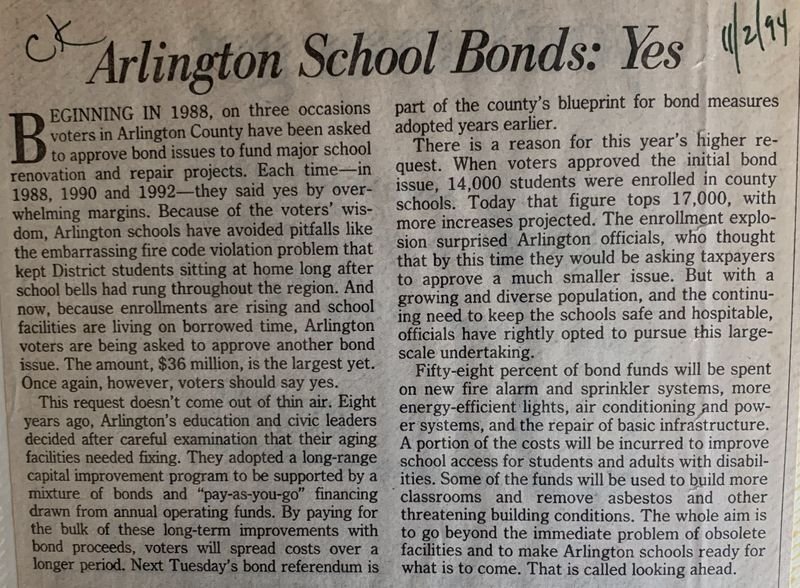 CK
11/2/94
Arlington School Bonds: Yes
BEGINNING IN 1988, on three occasions
voters in Arlington County have been asked
to approve bond issues to fund major school
renovation and repair projects. Each time—in
1988, 1990 and 1992—they said yes by over-
whelming margins. Because of the voters' wis-
dom, Arlington schools have avoided pitfalls like
the embarrassing fire code violation problem that
kept District students sitting at home long after
school bells had rung throughout the region. And
now, because enrollments are rising and school
facilities are living on borrowed time, Arlington
voters are being asked to approve another bond
issue. The amount, $36 million, is the largest yet.
Once again, however, voters should say yes.
This request doesn't come out of thin air. Eight
years ago, Arlington's education and civic leaders
decided after careful examination that their aging
facilities needed fixing. They adopted a long-range
capital improvement program to be supported by a
mixture of bonds and "pay-as-you-go" financing
drawn from annual operating funds. By paying for
the bulk of these long-term improvements with
bond proceeds, voters will spread costs over a
longer period. Next Tuesday's bond referendum is
part of the county's blueprint for bond measures
adopted years earlier.
There is a reason for this year's higher re-
quest. When voters approved the initial bond
issue, 14,000 students were enrolled in county
schools. Today that figure tops 17,000, with
more increases projected. The enrollment explo-
sion surprised Arlington officials, who thought
that by this time they would be asking taxpayers
to approve a much smaller issue. But with a
growing and diverse population, and the continu-
ing need to keep the schools safe and hospitable,
officials have rightly opted to pursue this large-
scale undertaking.
Fifty-eight percent of bond funds will be spent
on new fire alarm and sprinkler systems, more
energy-efficient lights, air conditioning and pow-
er systems, and the repair of basic infrastructure.
A portion of the costs will be incurred to improve
school access for students and adults with disabil-
ities. Some of the funds will be used to build more
classrooms and remove asbestos and other
threatening building conditions. The whole aim is
to go beyond the immediate problem of obsolete
facilities and to make Arlington schools ready for
what is to come. That is called looking ahead.